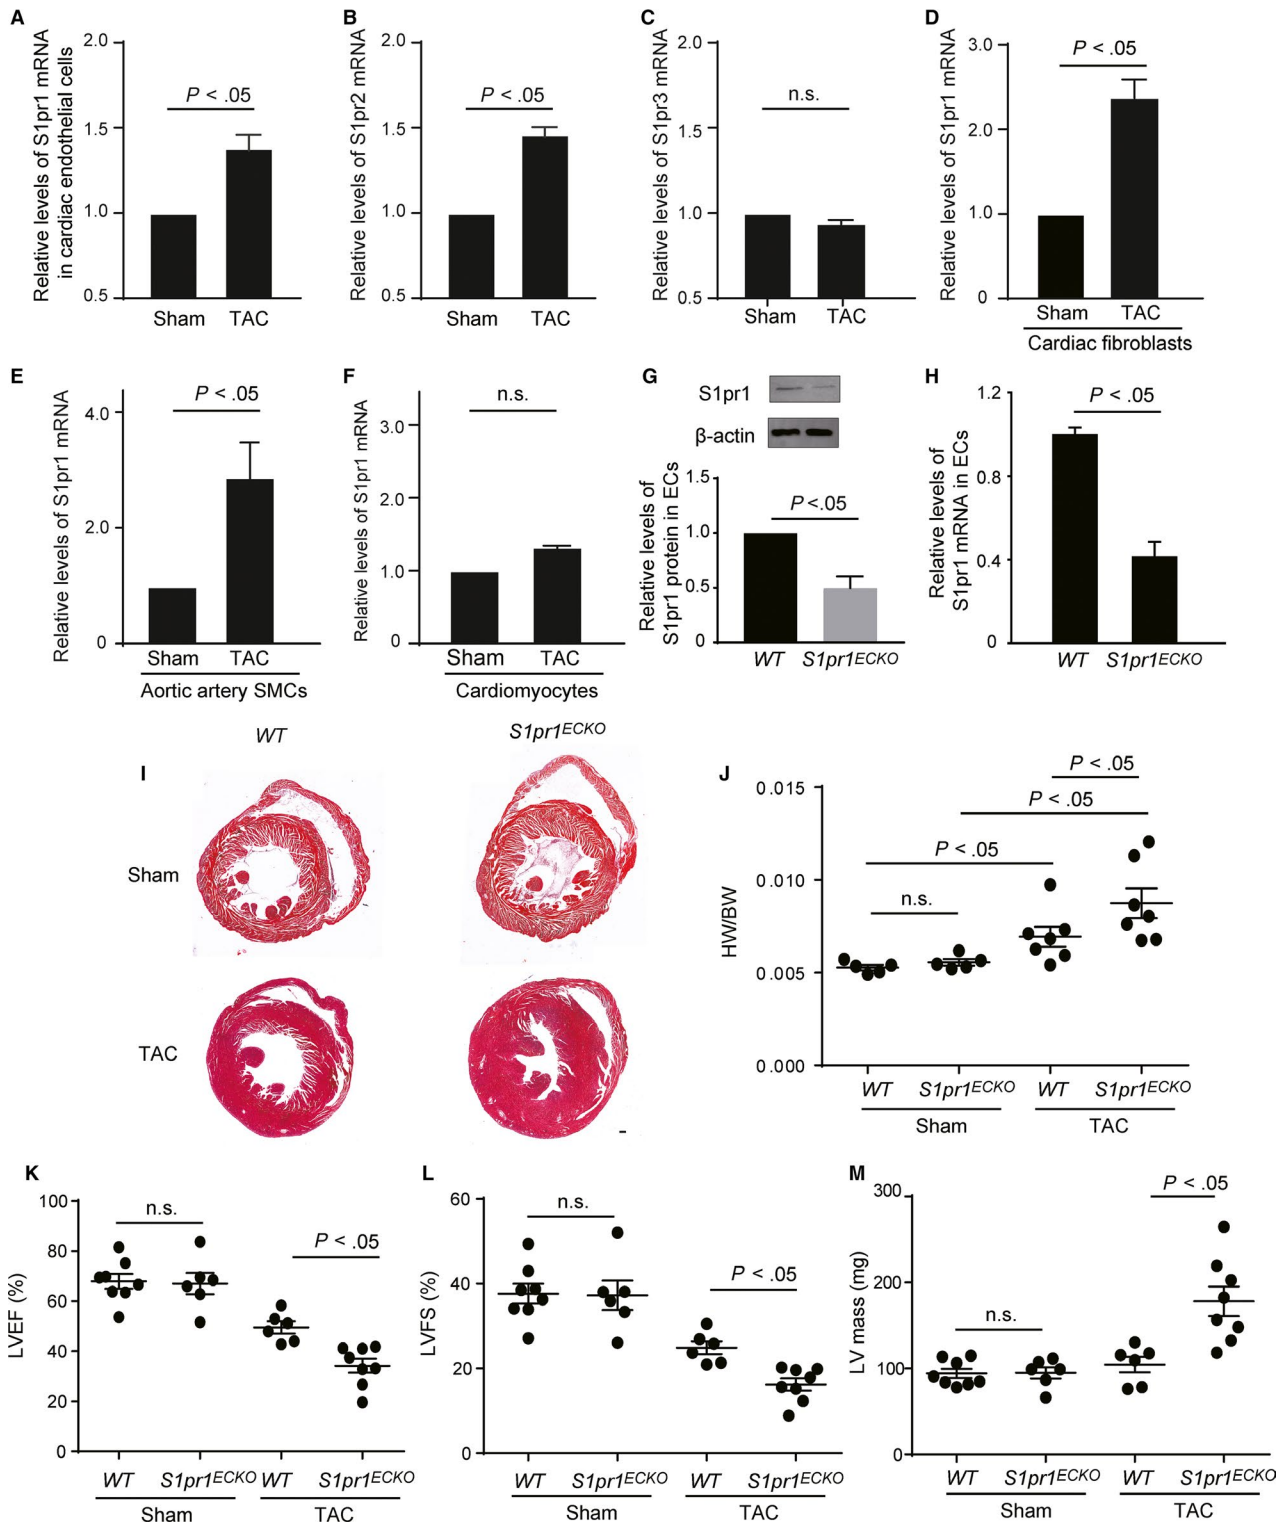 A
Relative levels of S1pr1 mRNA
in cardiac endothelial cells
2.0
1.5
1.0
0.5
P < .05
Sham TAC
B
Relative levels of S1pr2 mRNA
2.0
1.5
1.0
0.5
P < .05
Sham TAC
C
Relative levels of S1pr3 mRNA
2.0
1.5
1.0
0.5
n.s.
Sham TAC
D
Relative levels of S1pr1 mRNA
3.0
2.0
1.0
0
P < .05
Sham TAC
Cardiac fibroblasts
E
Relative levels of S1pr1 mRNA
4.0
2.0
0
P < .05
Sham TAC
Aortic artery SMCs
F
Relative levels of S1pr1 mRNA
3.0
2.0
1.0
0
n.s.
Sham TAC
Cardiomyocytes
G
S1pr1
β-actin
Relative levels of
S1pr1 protein in ECs
1.5
1.0
0.5
0
P <.05
WT S1pr1ECKO
H
Relative levels of
S1pr1 mRNA in ECs
1.2
0.8
0.4
0
P < .05
WT S1pr1ECKO
I
WT S1pr1ECKO
Sham
TAC
J
HW/BW
0.015
0.010
0.005
0.000
P < .05
P < .05
P < .05
n.s.
WT S1pr1ECKO WT S1pr1ECKO
Sham TAC
K
LVEF (%)
100
80
60
40
20
0
n.s.
P < .05
WT S1pr1ECKO WT S1pr1ECKO
Sham TAC
L
LVFS (%)
60
40
20
0
n.s.
P < .05
WT S1pr1ECKO WT S1pr1ECKO
Sham TAC
M
LV mass (mg)
300
200
100
0
n.s.
P < .05
WT S1pr1ECKO WT S1pr1ECKO
Sham TAC